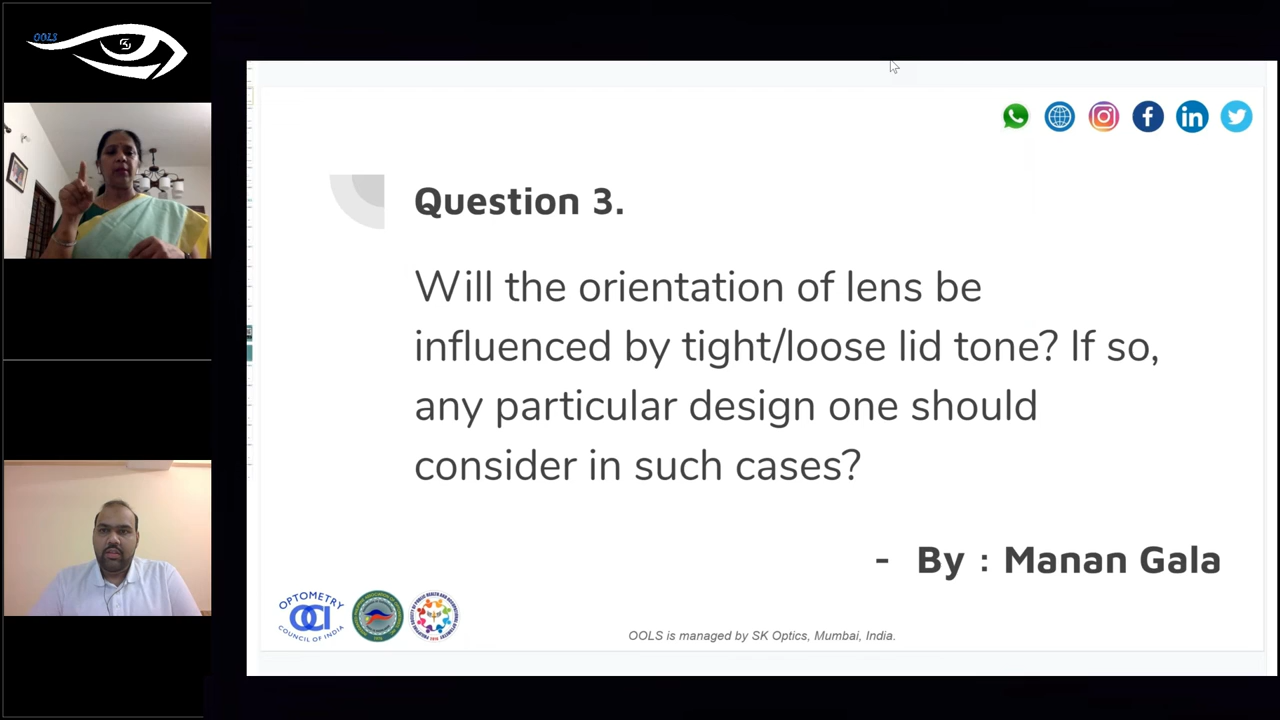 OOLS
Question 3.
Will the orientation of lens be
influenced by tight/loose lid tone? If so,
any particular design one should
consider in such cases?
- By : Manan Gala
OPTOMETRY
OCI
COUNCIL OF INDIA
OOLS is managed by SK Optics, Mumbai, India.